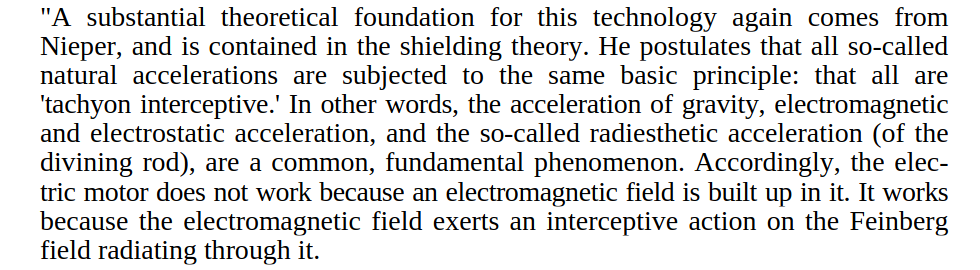 "A substantial theoretical foundation for this technology again comes from
Nieper, and is contained in the shielding theory. He postulates that all so-called
natural accelerations are subjected to the same basic principle: that all are
'tachyon interceptive.' In other words, the acceleration of gravity, electromagnetic
and electrostatic acceleration, and the so-called radiesthetic acceleration (of the
divining rod), are a common, fundamental phenomenon. Accordingly, the elec-
tric motor does not work because an electromagnetic field is built up in it. It works
because the electromagnetic field exerts an interceptive action on the Feinberg
field radiating through it.